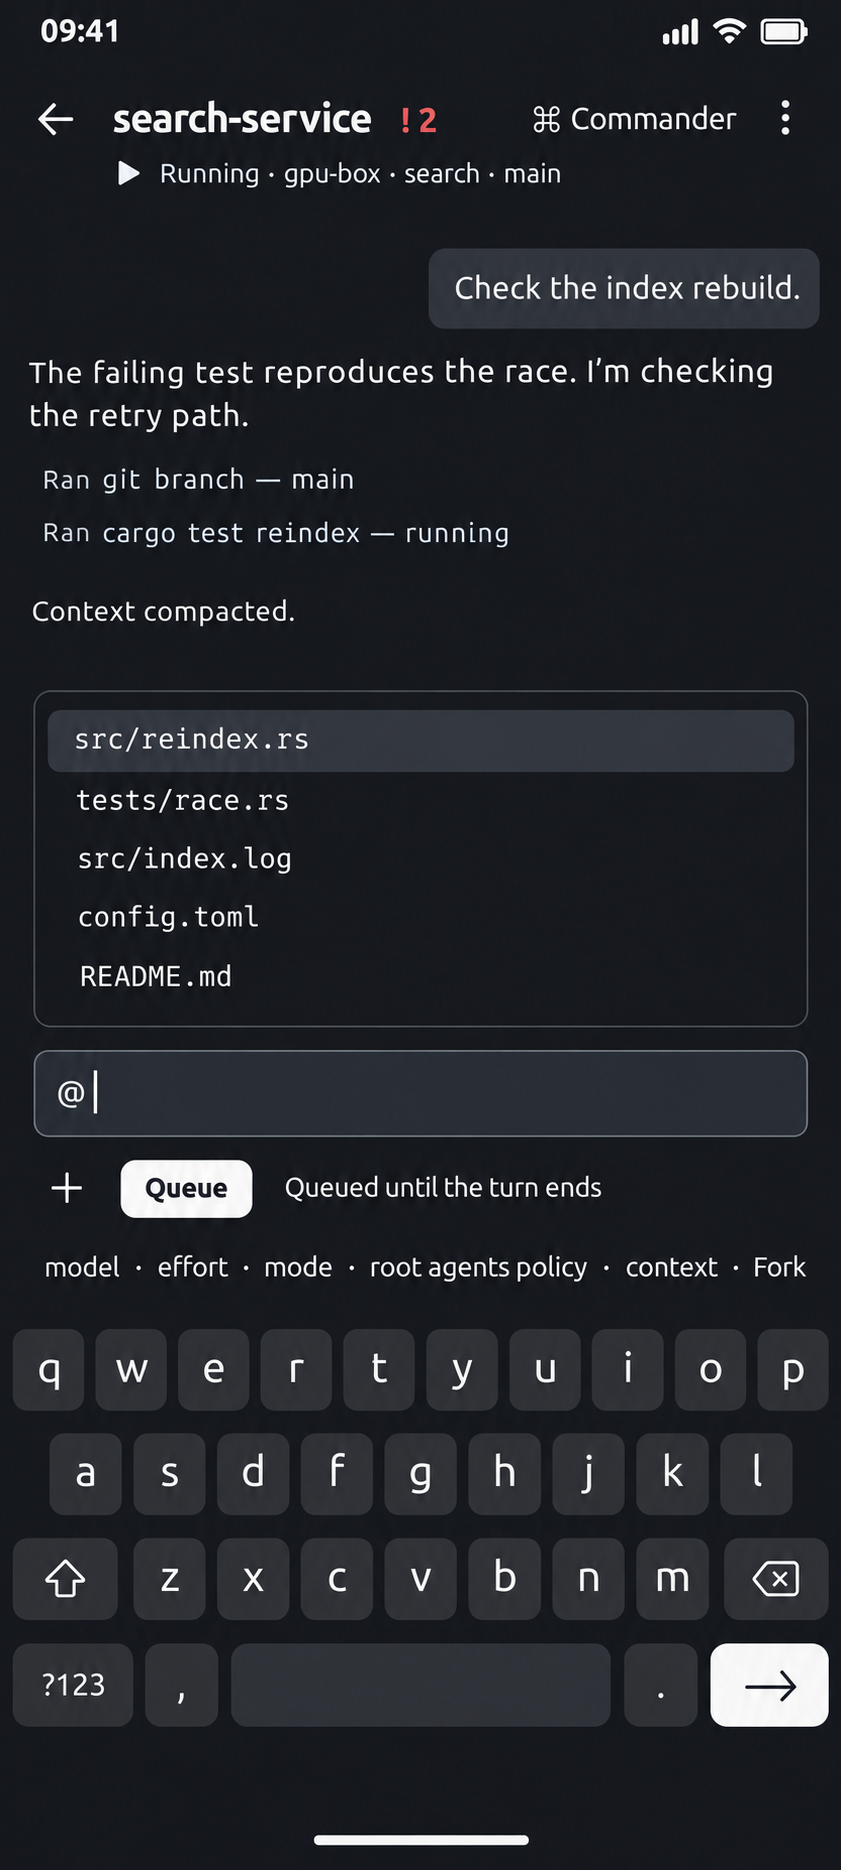 09:41
search-service !2 ⌘ Commander
Running · gpu-box · search · main
Check the index rebuild.
The failing test reproduces the race. I’m checking
the retry path.
Ran git branch — main
Ran cargo test reindex — running
Context compacted.
src/reindex.rs
tests/race.rs
src/index.log
config.toml
README.md
@
Queue Queued until the turn ends
model · effort · mode · root agents policy · context · Fork
q w e r t y u i o p
a s d f g h j k l
z x c v b n m
?123 , .